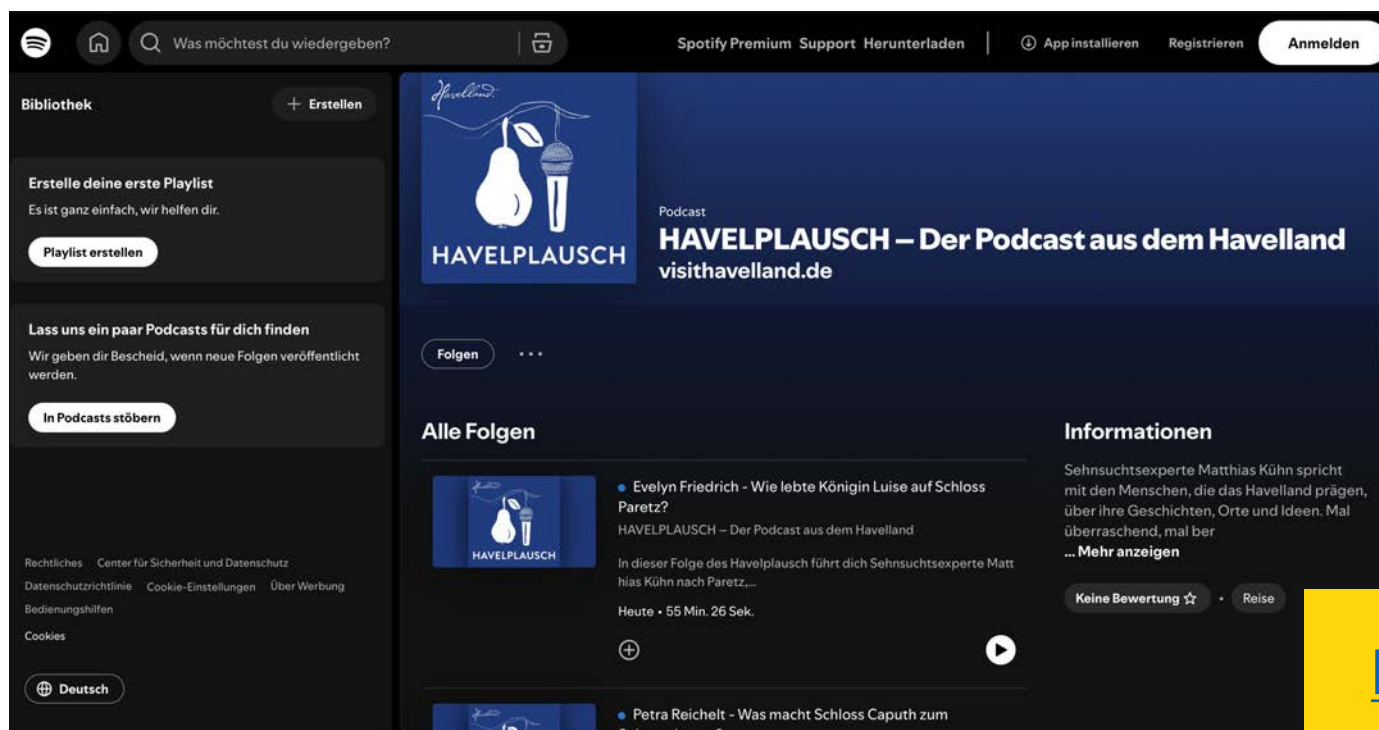 Was möchtest du wiedergeben?
Spotify Premium Support Herunterladen
App installieren
Registrieren
Anmelden
Bibliothek
Erstellen
Erstelle deine erste Playlist
Es ist ganz einfach, wir helfen dir.
Playlist erstellen
Lass uns ein paar Podcasts für dich finden
Wir geben dir Bescheid, wenn neue Folgen veröffentlicht
werden.
In Podcasts stöbern
Rechtliches Center für Sicherheit und Datenschutz
Datenschutzrichtlinie Cookie-Einstellungen Über Werbung
Bedienungshilfen
Cookies
Deutsch
Havelland.
HAVELPLAUSCH
Podcast
HAVELPLAUSCH – Der Podcast aus dem Havelland
visithavelland.de
Folgen
Alle Folgen
HAVELPLAUSCH
Evelyn Friedrich - Wie lebte Königin Luise auf Schloss
Paretz?
HAVELPLAUSCH – Der Podcast aus dem Havelland
In dieser Folge des Havelplausch führt dich Sehnsuchtsexperte Matt
hias Kühn nach Paretz,...
Heute • 55 Min. 26 Sek.
Petra Reichelt - Was macht Schloss Caputh zum
Informationen
Sehnsuchtsexperte Matthias Kühn spricht
mit den Menschen, die das Havelland prägen,
über ihre Geschichten, Orte und Ideen. Mal
überraschend, mal ber
... Mehr anzeigen
Keine Bewertung • Reise